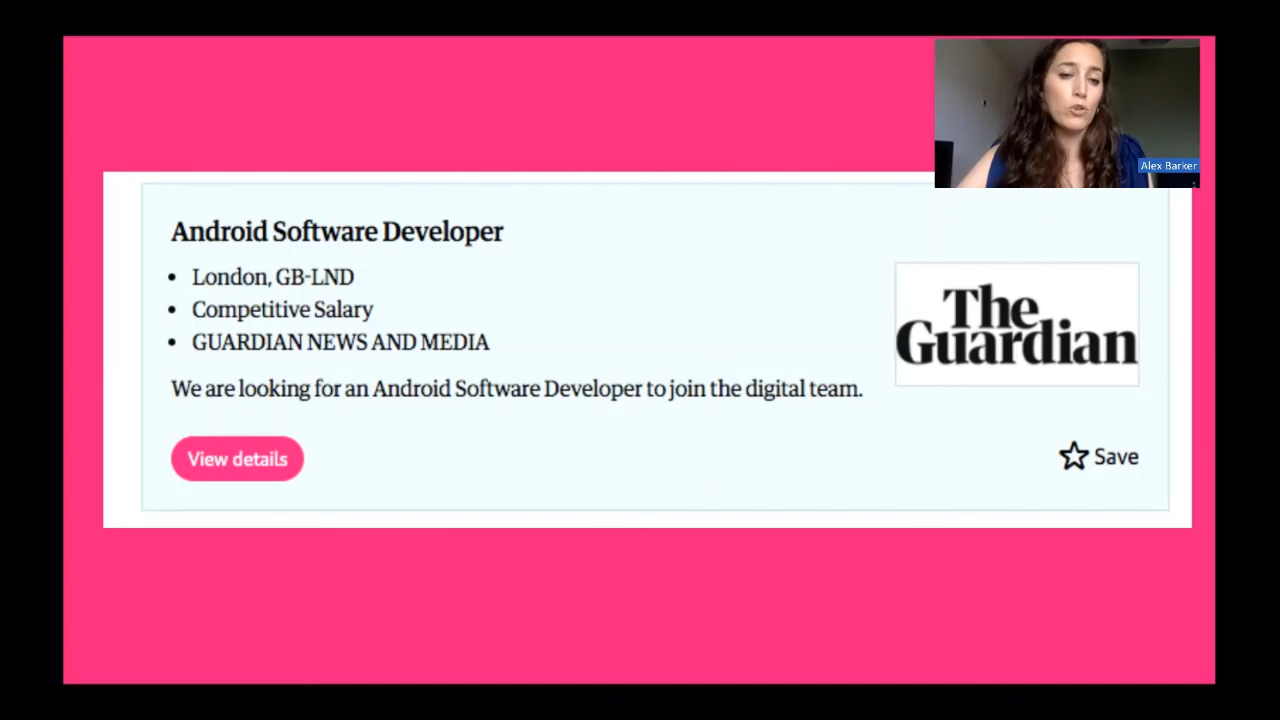 Alex Barker
Android Software Developer
• London, GB-LND
• Competitive Salary
• GUARDIAN NEWS AND MEDIA
We are looking for an Android Software Developer to join the digital team.
The
Guardian
View details
Save